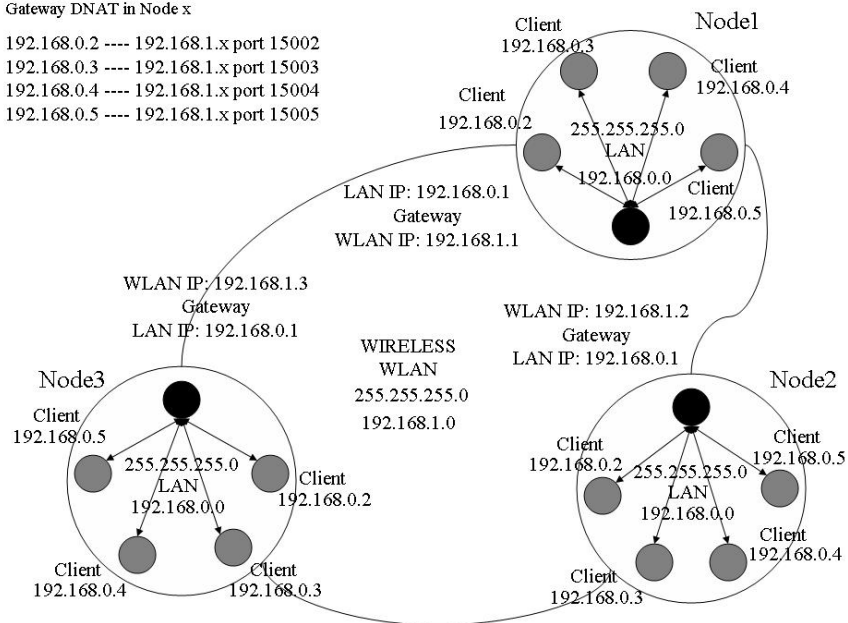 Gateway DNAT in Node x
192.168.0.2 ---- 192.168.1.x port 15002
192.168.0.3 ---- 192.168.1.x port 15003
192.168.0.4 ---- 192.168.1.x port 15004
192.168.0.5 ---- 192.168.1.x port 15005
Node1
Client
192.168.0.3
Client
192.168.0.4
Client
192.168.0.2
255.255.255.0
LAN
192.168.0.0
Client
192.168.0.5
LAN IP: 192.168.0.1
Gateway
WLAN IP: 192.168.1.1
WLAN IP: 192.168.1.3
Gateway
LAN IP: 192.168.0.1
WIRELESS
WLAN
255.255.255.0
192.168.1.0
WLAN IP: 192.168.1.2
Gateway
LAN IP: 192.168.0.1
Node3
Client
192.168.0.5
255.255.255.0
LAN
192.168.0.0
Client
192.168.0.2
Client
192.168.0.4
Client
192.168.0.3
Node2
Client
192.168.0.2
Client
192.168.0.5
255.255.255.0
LAN
192.168.0.0
Client
192.168.0.4
Client
192.168.0.3